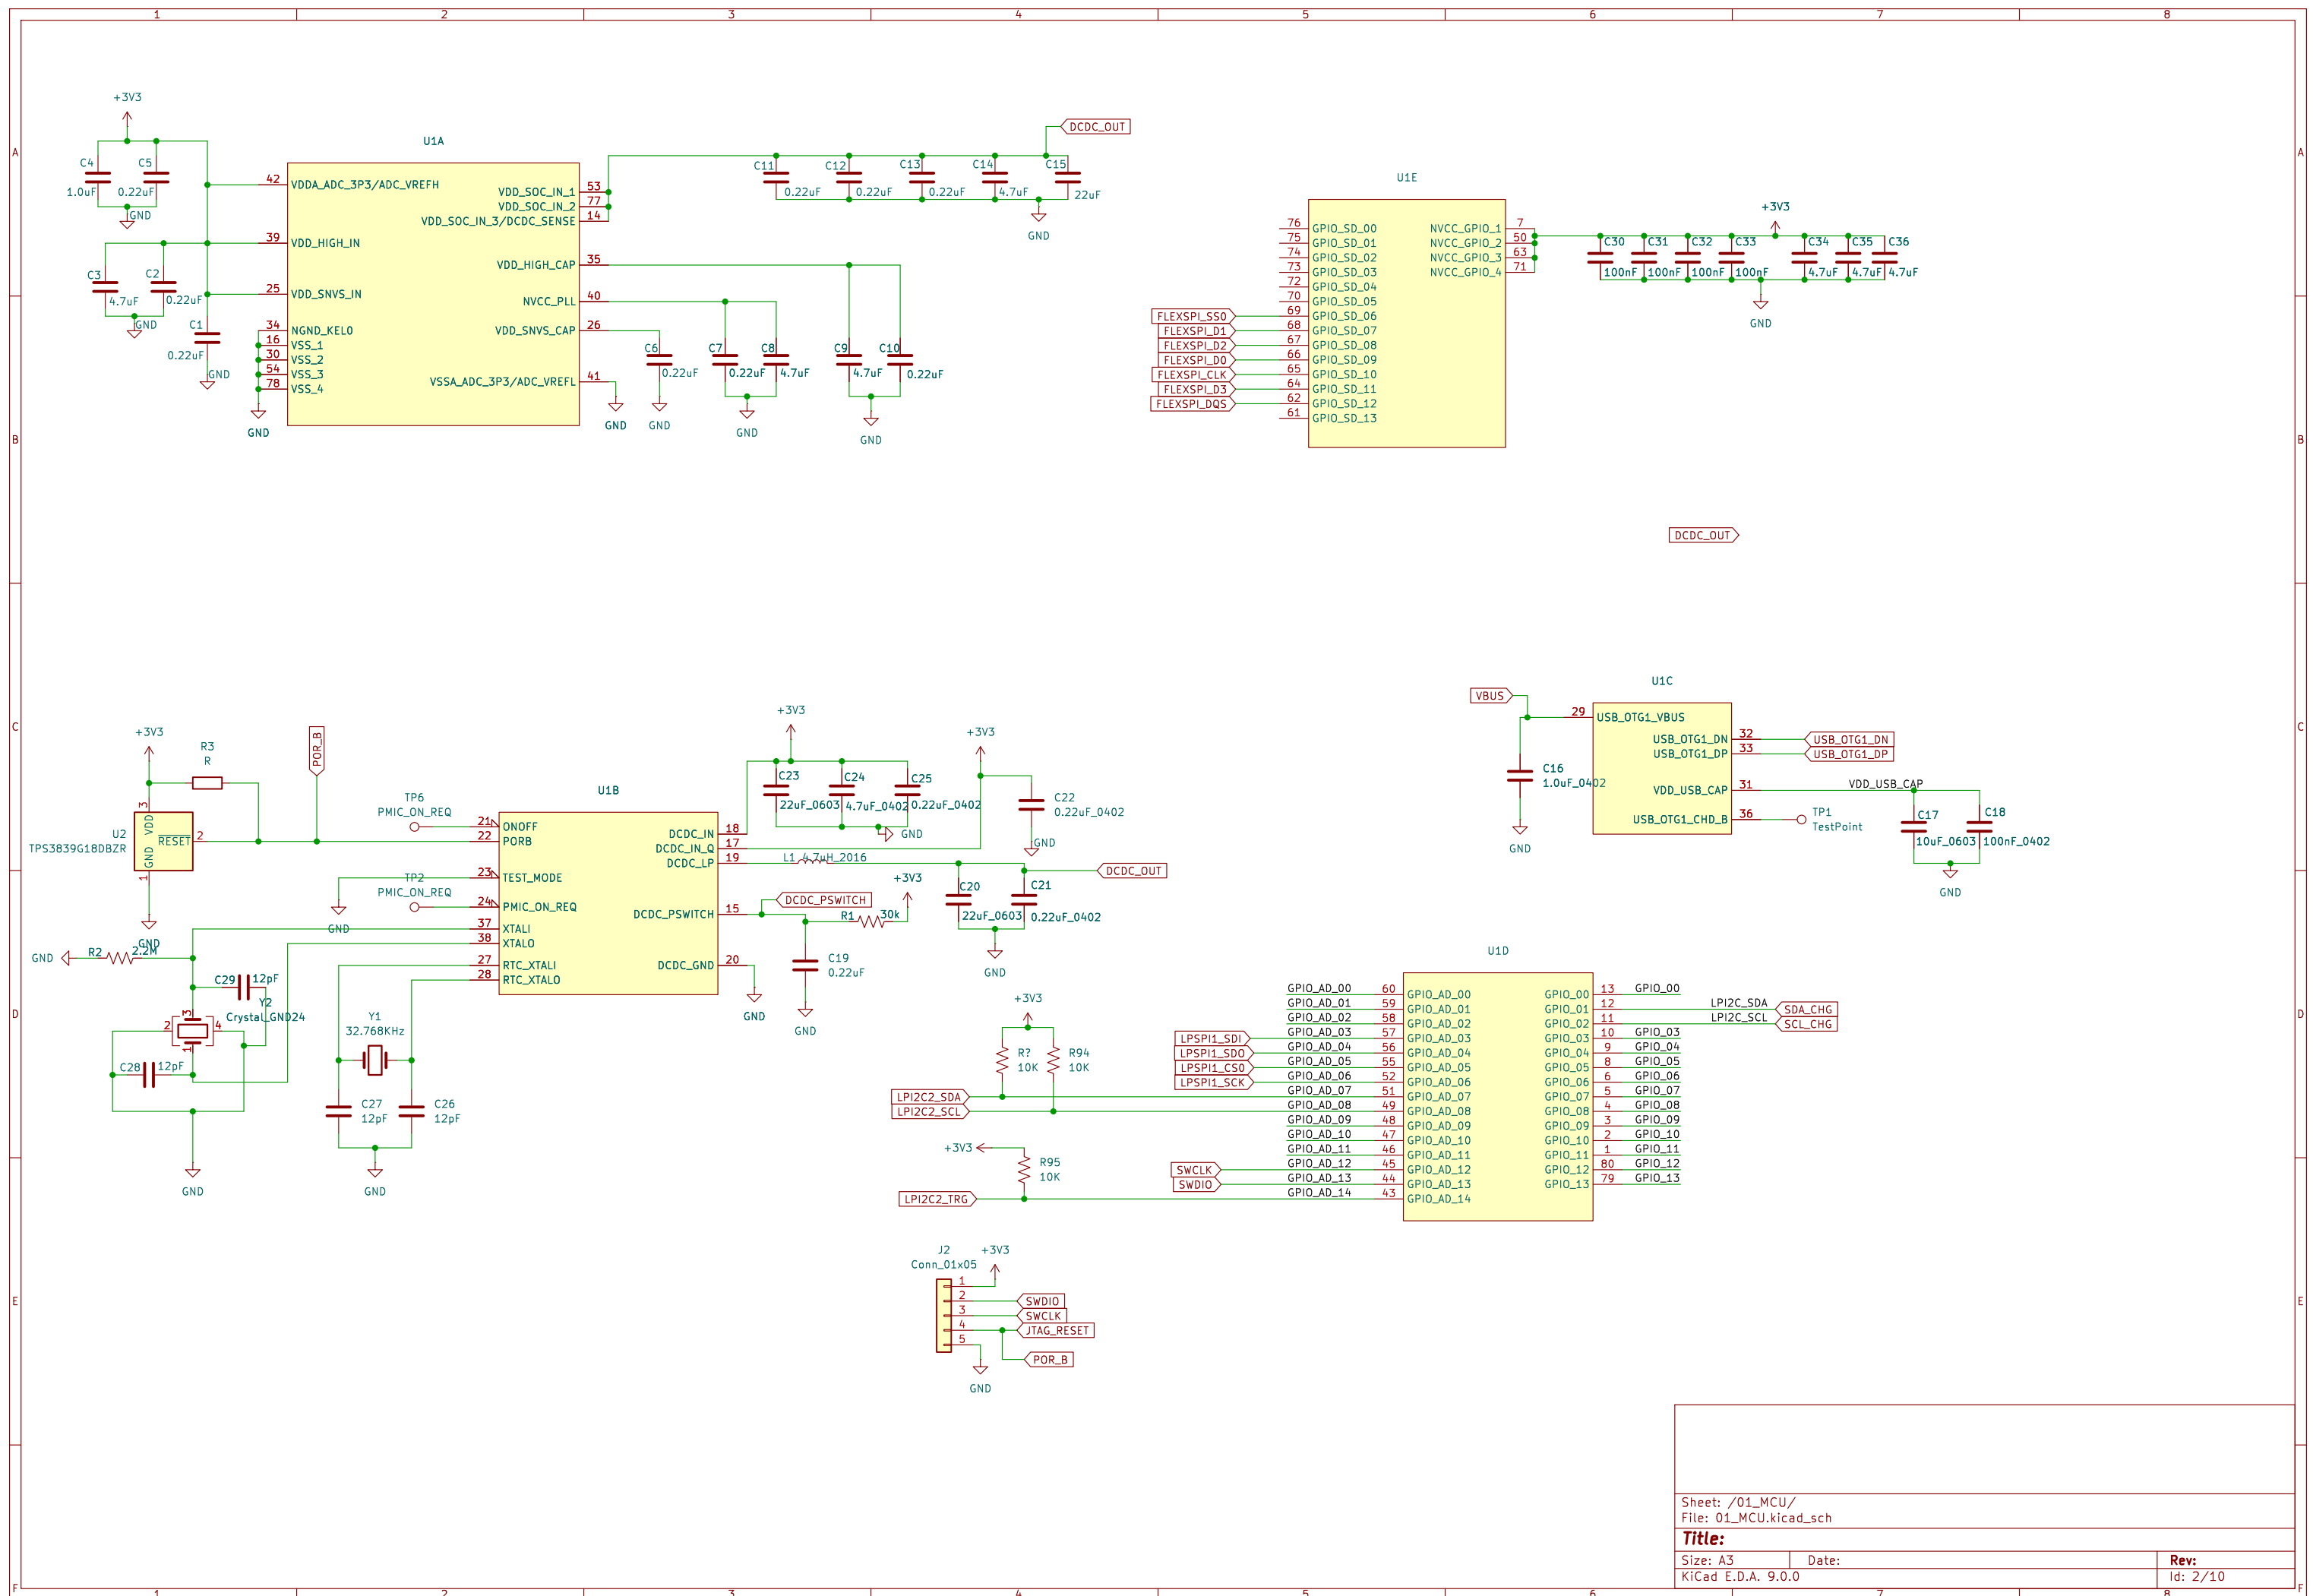 1 2 3 4 5 6 7 8
A
B
C
D
E
F
A
B
C
D
E
F
+3V3
C4
1.0uF
C5
0.22uF
GND
C3
4.7uF
C2
0.22uF
GND
C1
0.22uF
GND
GND
U1A
42 VDDA_ADC_3P3/ADC_VREFH
39 VDD_HIGH_IN
25 VDD_SNVS_IN
34 NGND_KEL0
16 VSS_1
30 VSS_2
54 VSS_3
78 VSS_4
VDD_SOC_IN_1 53
VDD_SOC_IN_2 77
VDD_SOC_IN_3/DCDC_SENSE 14
VDD_HIGH_CAP 35
NVCC_PLL 40
VDD_SNVS_CAP 26
VSSA_ADC_3P3/ADC_VREFL 41
GND
C6
0.22uF
GND
C7
0.22uF
C8
4.7uF
GND
C9
4.7uF
C10
0.22uF
GND
C11
0.22uF
C12
0.22uF
C13
0.22uF
C14
4.7uF
C15
22uF
DCDC_OUT
GND
U1E
76 GPIO_SD_00
75 GPIO_SD_01
74 GPIO_SD_02
73 GPIO_SD_03
72 GPIO_SD_04
70 GPIO_SD_05
FLEXSPI_SS0 69 GPIO_SD_06
FLEXSPI_D1 68 GPIO_SD_07
FLEXSPI_D2 67 GPIO_SD_08
FLEXSPI_D0 66 GPIO_SD_09
FLEXSPI_CLK 65 GPIO_SD_10
FLEXSPI_D3 64 GPIO_SD_11
FLEXSPI_DQS 62 GPIO_SD_12
61 GPIO_SD_13
NVCC_GPIO_1 7
NVCC_GPIO_2 50
NVCC_GPIO_3 63
NVCC_GPIO_4 71
+3V3
C30
100nF
C31
100nF
C32
100nF
C33
100nF
C34
4.7uF
C35
4.7uF
C36
4.7uF
GND
DCDC_OUT
+3V3
R3
R
POR_B
U2
TPS3839G18DBZR
3 VDD
RESET 2
GND 1
GND
TP6
PMIC_ON_REQ
TP2
PMIC_ON_REQ
GND
U1B
21 ONOFF
22 PORB
23 TEST_MODE
24 PMIC_ON_REQ
37 XTALI
38 XTALO
27 RTC_XTALI
28 RTC_XTALO
DCDC_IN 18
DCDC_IN_Q 17
DCDC_LP 19
DCDC_PSWITCH 15
DCDC_GND 20
GND
GND R2 2.2M
C29 12pF
Y2
Crystal_GND24
3
2
4
1
C28 12pF
GND
Y1
32.768KHz
C27
12pF
C26
12pF
GND
+3V3
C23
22uF_0603
C24
4.7uF_0402
C25
0.22uF_0402
GND
+3V3
C22
0.22uF_0402
GND
L1 4.7uH_2016
DCDC_OUT
C20
22uF_0603
C21
0.22uF_0402
GND
DCDC_PSWITCH
+3V3
R1 30k
C19
0.22uF
GND
VBUS
C16
1.0uF_0402
GND
U1C
29 USB_OTG1_VBUS
USB_OTG1_DN 32 USB_OTG1_DN
USB_OTG1_DP 33 USB_OTG1_DP
VDD_USB_CAP 31 VDD_USB_CAP
USB_OTG1_CHD_B 36
TP1
TestPoint
C17
10uF_0603
C18
100nF_0402
GND
+3V3
R?
10K
R94
10K
+3V3
R95
10K
U1D
GPIO_AD_00 60 GPIO_AD_00
GPIO_AD_01 59 GPIO_AD_01
GPIO_AD_02 58 GPIO_AD_02
LPSPI1_SDI GPIO_AD_03 57 GPIO_AD_03
LPSPI1_SDO GPIO_AD_04 56 GPIO_AD_04
LPSPI1_CS0 GPIO_AD_05 55 GPIO_AD_05
LPSPI1_SCK GPIO_AD_06 52 GPIO_AD_06
LPI2C2_SDA GPIO_AD_07 51 GPIO_AD_07
LPI2C2_SCL GPIO_AD_08 49 GPIO_AD_08
GPIO_AD_09 48 GPIO_AD_09
GPIO_AD_10 47 GPIO_AD_10
GPIO_AD_11 46 GPIO_AD_11
SWCLK GPIO_AD_12 45 GPIO_AD_12
SWDIO GPIO_AD_13 44 GPIO_AD_13
LPI2C2_TRG GPIO_AD_14 43 GPIO_AD_14
GPIO_00 13 GPIO_00
GPIO_01 12 LPI2C_SDA SDA_CHG
GPIO_02 11 LPI2C_SCL SCL_CHG
GPIO_03 10 GPIO_03
GPIO_04 9 GPIO_04
GPIO_05 8 GPIO_05
GPIO_06 6 GPIO_06
GPIO_07 5 GPIO_07
GPIO_08 4 GPIO_08
GPIO_09 3 GPIO_09
GPIO_10 2 GPIO_10
GPIO_11 1 GPIO_11
GPIO_12 80 GPIO_12
GPIO_13 79 GPIO_13
J2
Conn_01x05
+3V3
1
2 SWDIO
3 SWCLK
4 JTAG_RESET
5
POR_B
GND
Sheet: /01_MCU/
File: 01_MCU.kicad_sch
Title:
Size: A3 Date: Rev:
KiCad E.D.A. 9.0.0 Id: 2/10
1 2 3 4 5 6 7 8